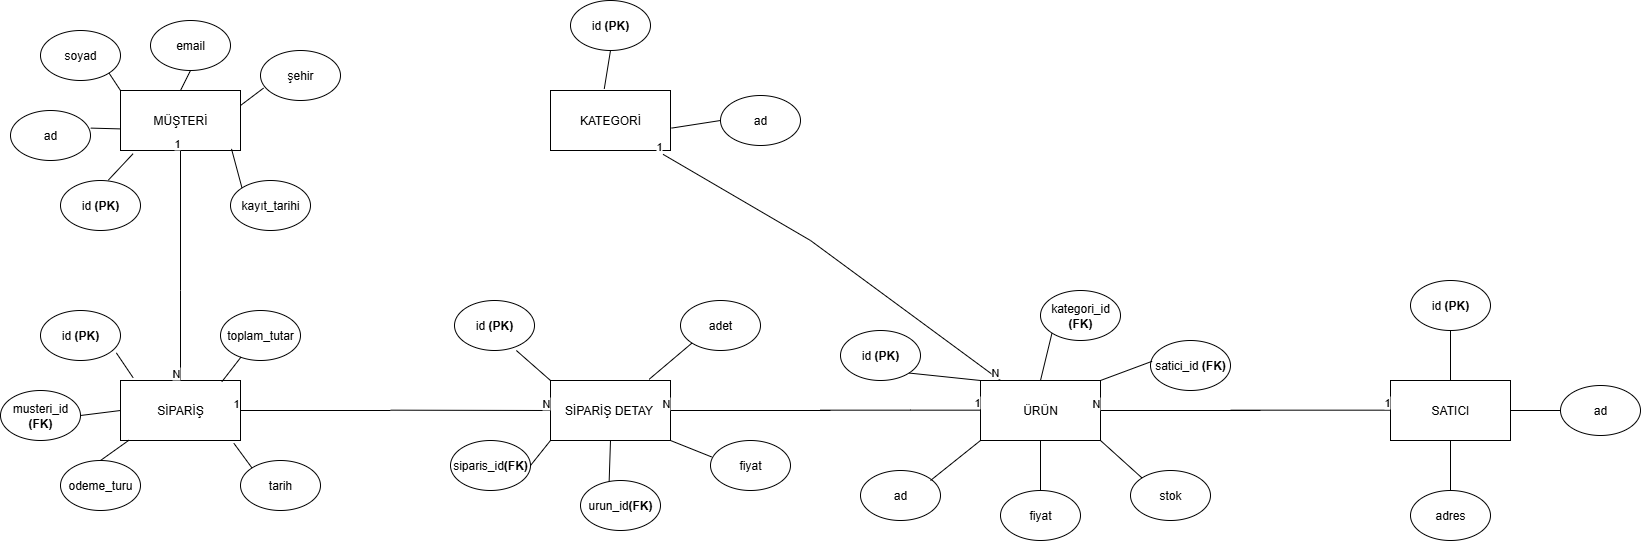 id (PK)
soyad
email
şehir
MÜŞTERİ
KATEGORİ
ad
ad
1
1
id (PK)
kayıt_tarihi
id (PK)
id (PK)
toplam_tutar
id (PK)
adet
kategori_id
(FK)
id (PK)
satici_id (FK)
N
N
musteri_id
(FK)
SİPARİŞ
1
N
SİPARİŞ DETAY
N
1
ÜRÜN
N
1
SATICI
ad
siparis_id(FK)
fiyat
odeme_turu
tarih
urun_id(FK)
ad
fiyat
stok
adres